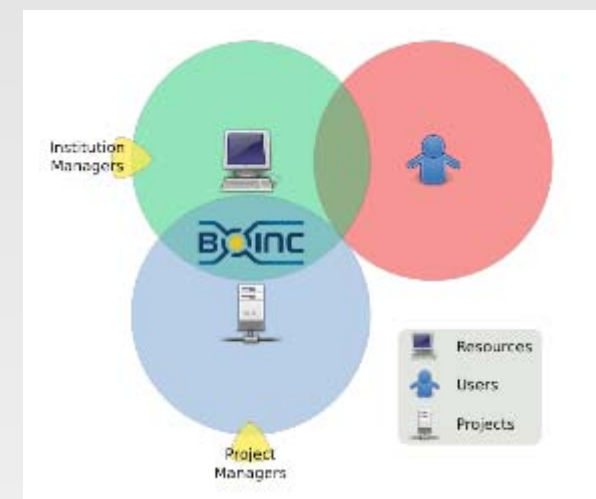 Institution
Managers
BOINC
Resources
Users
Projects
Project
Managers